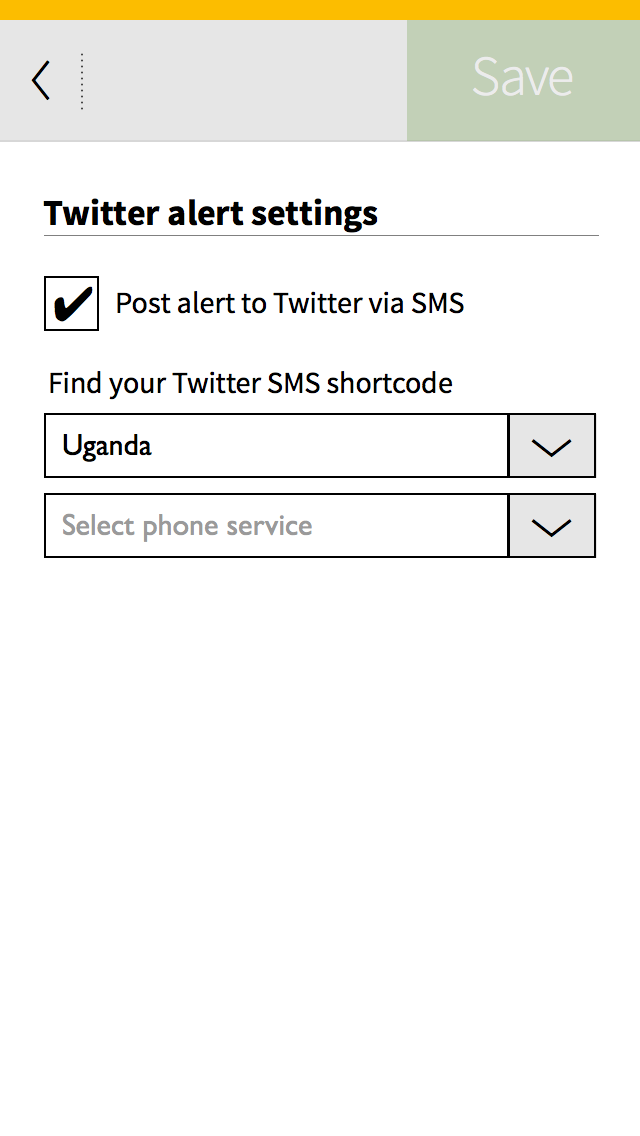 Save
Twitter alert settings
Post alert to Twitter via SMS
Find your Twitter SMS shortcode
Uganda
Select phone service